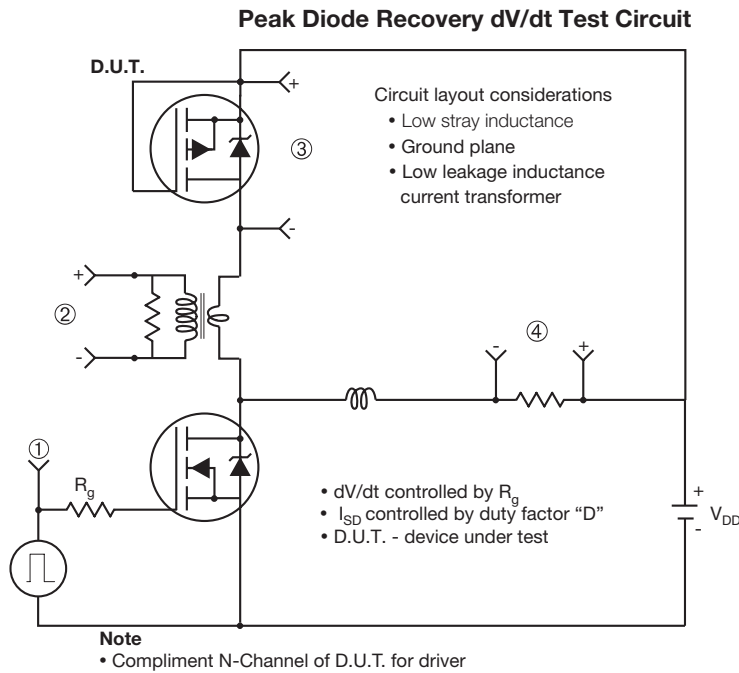 Peak Diode Recovery dV/dt Test Circuit
D.U.T.
+
Circuit layout considerations
• Low stray inductance
③
• Ground plane
• Low leakage inductance
current transformer
-
+
②
④
-
+
-
①
Rg
• dV/dt controlled by Rg
+
• ISD controlled by duty factor “D”
VDD
• D.U.T. - device under test
-
Note
• Compliment N-Channel of D.U.T. for driver